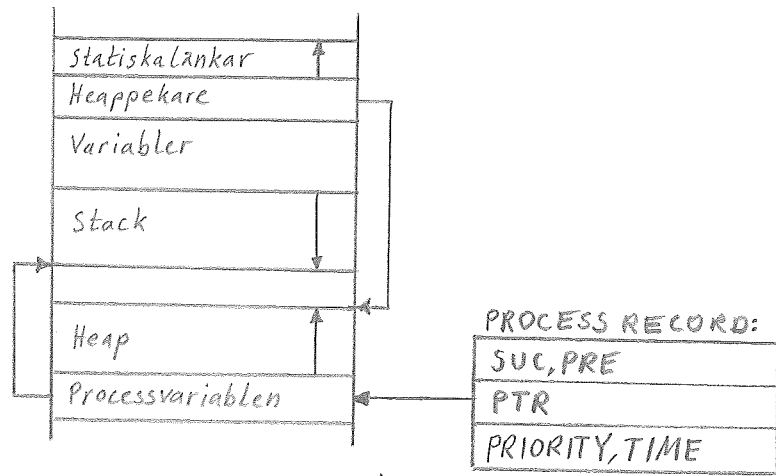 Statiskalänkar
Heappekare
Variabler
Stack
Heap
Processvariablen
PROCESS RECORD:
SUC, PRE
PTR
PRIORITY, TIME